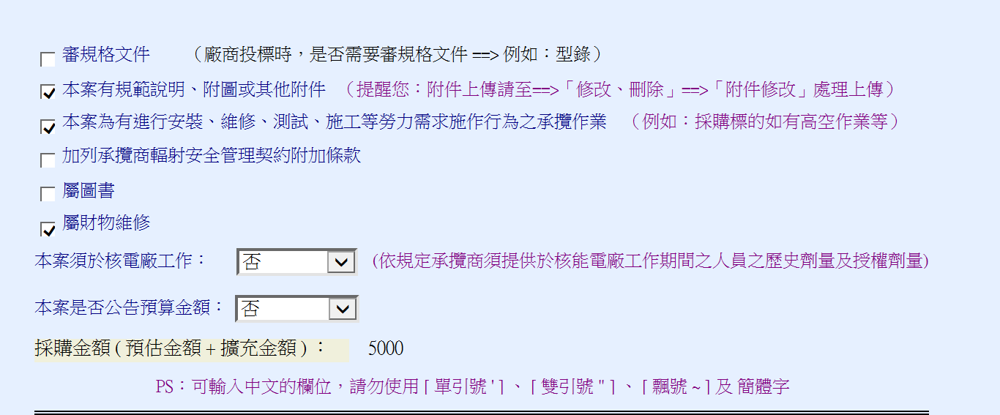 審規格文件 （廠商投標時，是否需要審規格文件 ==> 例如：型錄）
本案有規範說明、附圖或其他附件 （提醒您：附件上傳請至==>「修改、刪除」==>「附件修改」處理上傳）
本案為有進行安裝、維修、測試、施工等勞力需求施作行為之承攬作業 （例如：採購標的如有高空作業等）
加列承攬商輻射安全管理契約附加條款
屬圖書
屬財物維修
本案須於核電廠工作： 否 (依規定承攬商須提供於核能電廠工作期間之人員之歷史劑量及授權劑量)
本案是否公告預算金額： 否
採購金額 ( 預估金額 + 擴充金額 ) ： 5000
PS：可輸入中文的欄位，請勿使用 [ 單引號 ' ] 、 [ 雙引號 " ] 、 [ 飄號 ~ ] 及 簡體字